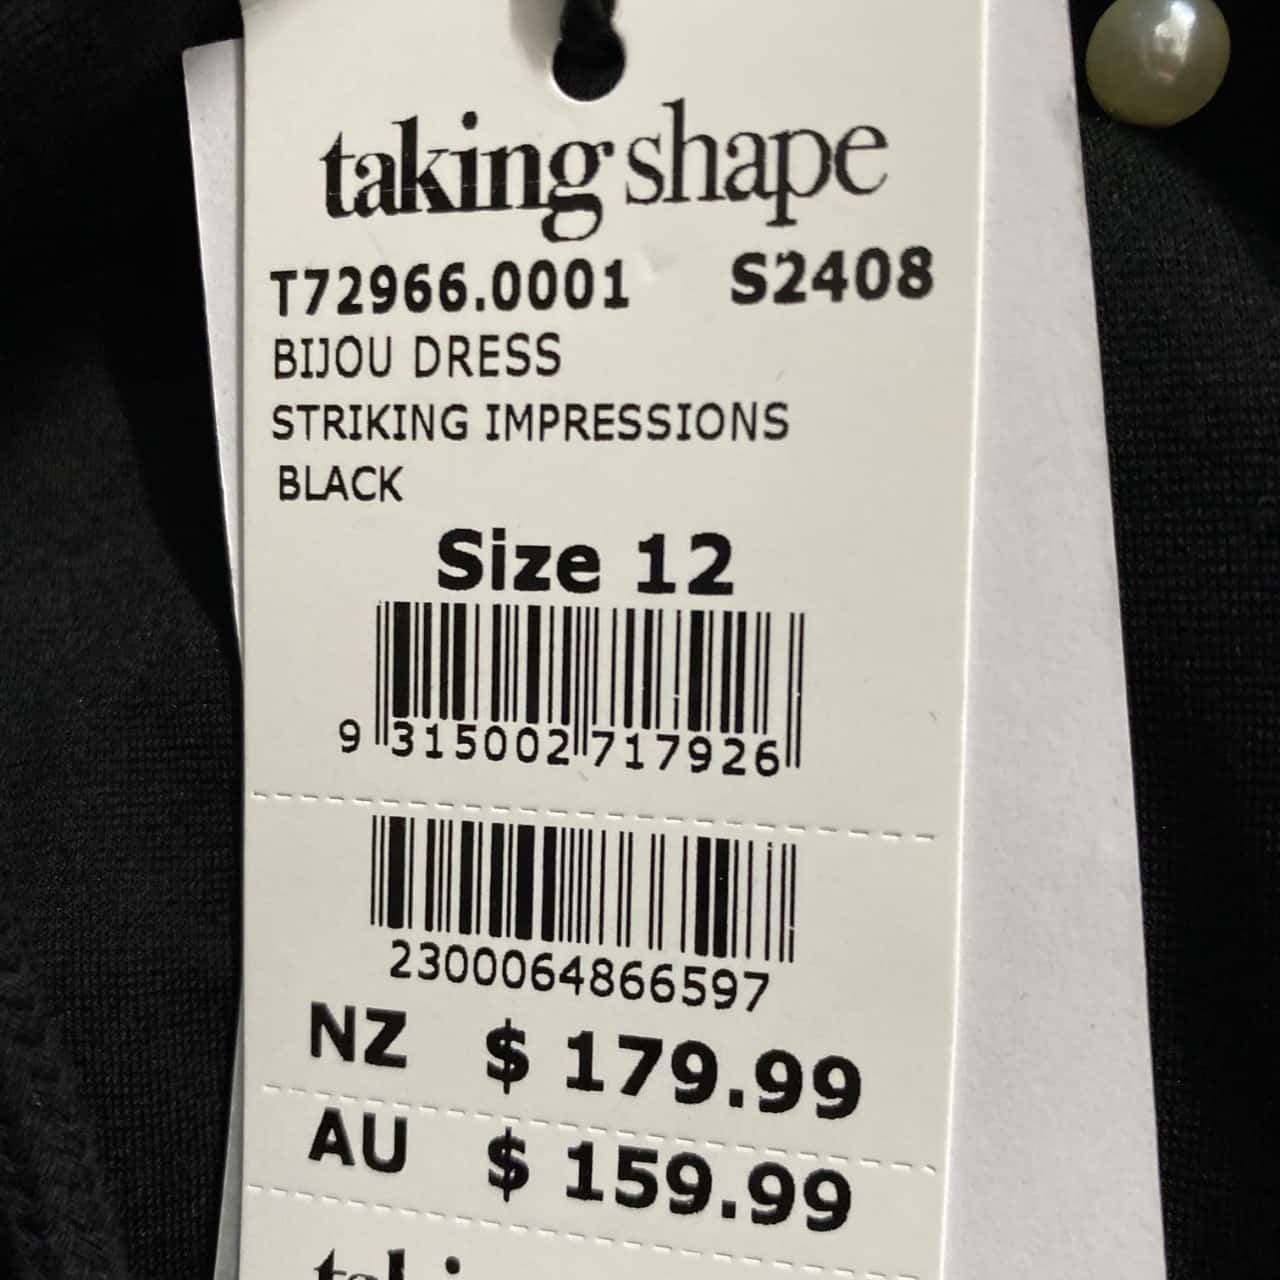 taking shape
T72966.0001 S2408
BIJOU DRESS
STRIKING IMPRESSIONS
BLACK
Size 12
9 315002 717926
2300064866597
NZ $ 179.99
AU $ 159.99